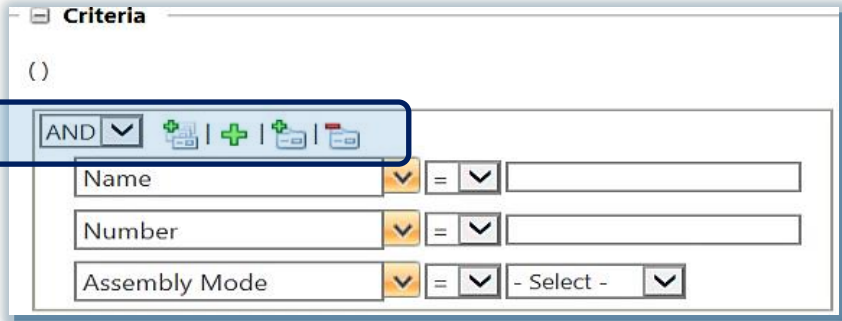 Criteria
()
AND | | |
Name =
Number =
Assembly Mode = - Select -